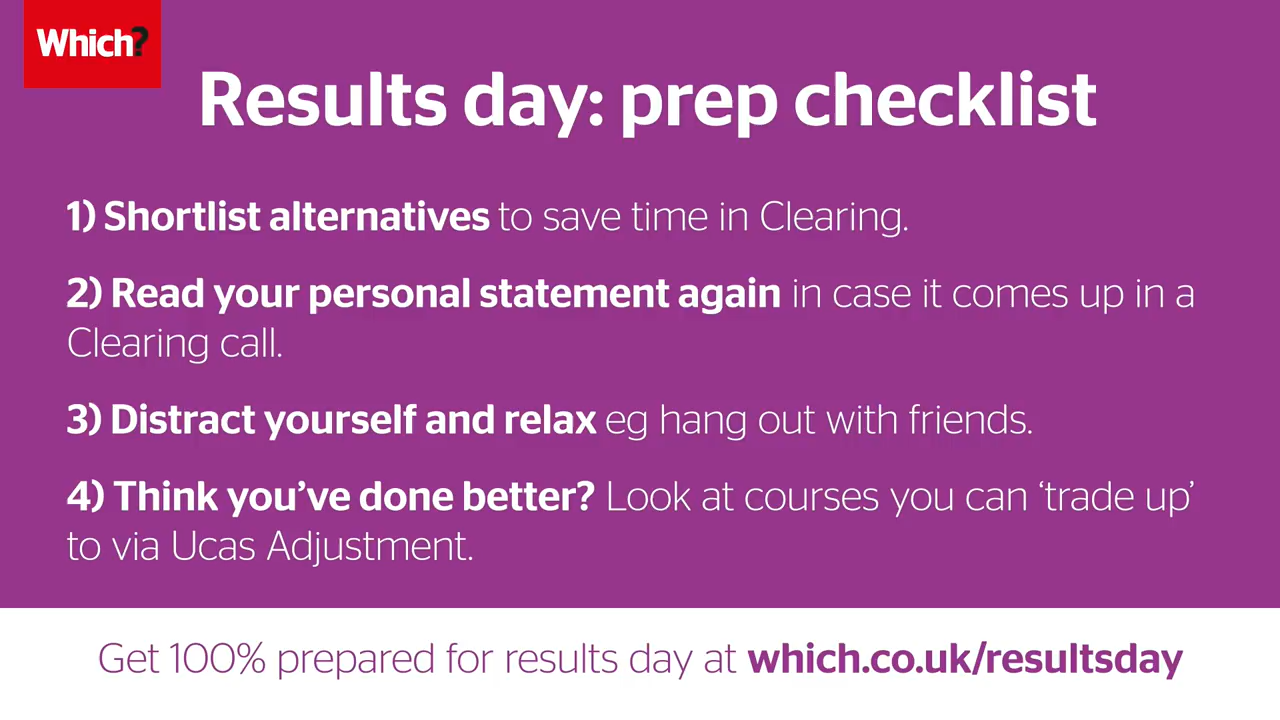 Which?
Results day: prep checklist
1) Shortlist alternatives to save time in Clearing.
2) Read your personal statement again in case it comes up in a
Clearing call.
3) Distract yourself and relax eg hang out with friends.
4) Think you’ve done better? Look at courses you can ‘trade up’
to via Ucas Adjustment.
Get 100% prepared for results day at which.co.uk/resultsday